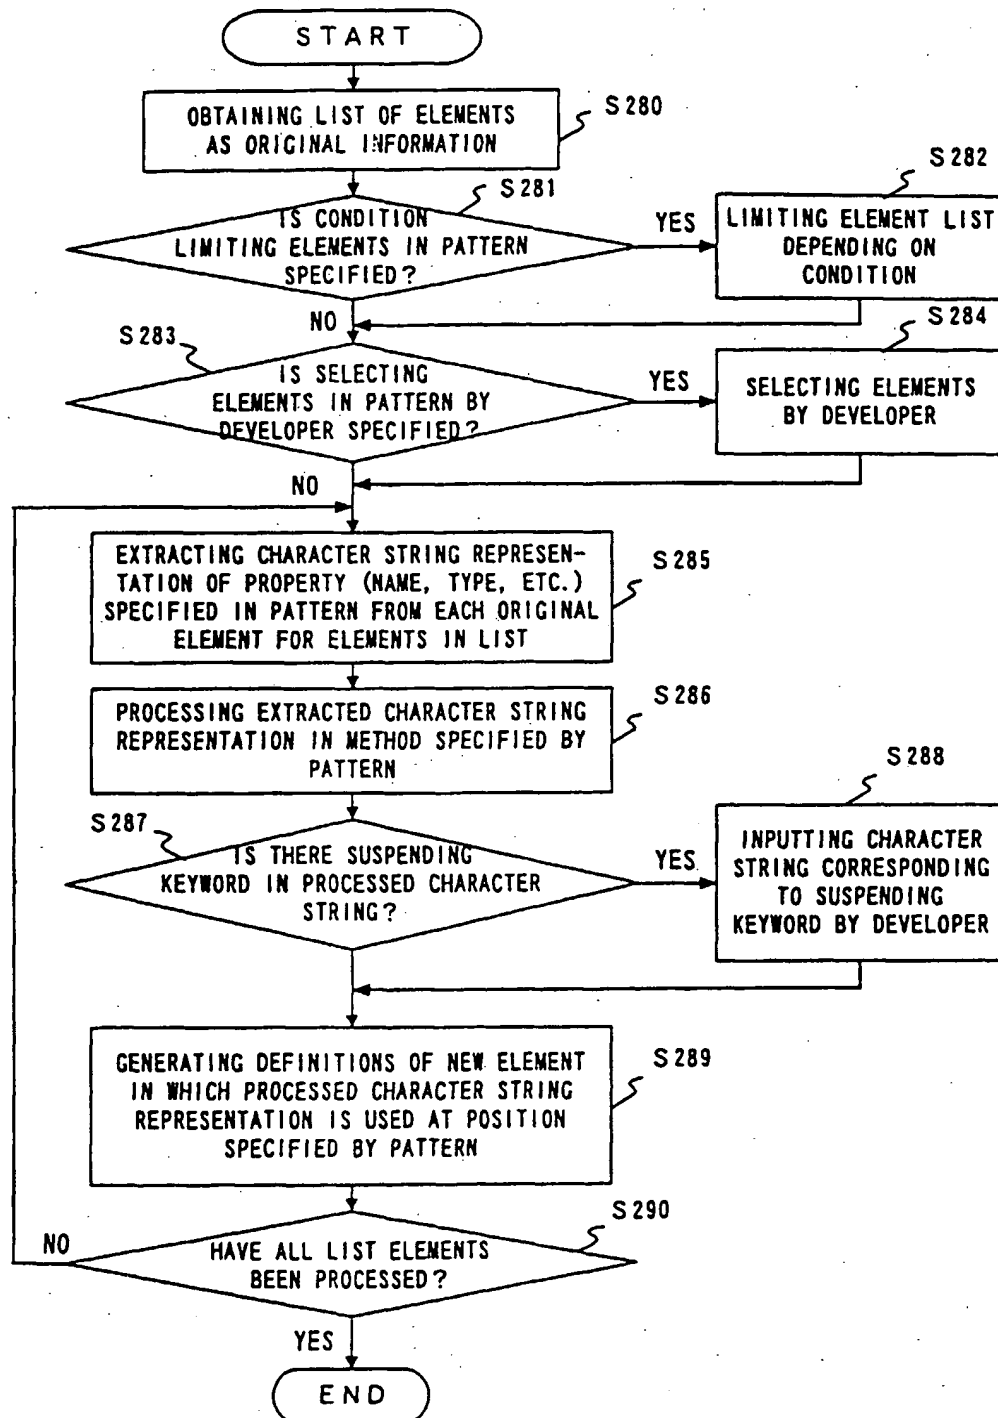 START
OBTAINING LIST OF ELEMENTS
AS ORIGINAL INFORMATION
S280
S281
IS CONDITION
LIMITING ELEMENTS IN PATTERN
SPECIFIED?
YES
S282
LIMITING ELEMENT LIST
DEPENDING ON
CONDITION
NO
S283
IS SELECTING
ELEMENTS IN PATTERN BY
DEVELOPER SPECIFIED?
YES
S284
SELECTING ELEMENTS
BY DEVELOPER
NO
EXTRACTING CHARACTER STRING REPRESEN-
TATION OF PROPERTY (NAME, TYPE, ETC.)
SPECIFIED IN PATTERN FROM EACH ORIGINAL
ELEMENT FOR ELEMENTS IN LIST
S285
PROCESSING EXTRACTED CHARACTER STRING
REPRESENTATION IN METHOD SPECIFIED BY
PATTERN
S286
S287
IS THERE SUSPENDING
KEYWORD IN PROCESSED CHARACTER
STRING?
YES
S288
INPUTTING CHARACTER
STRING CORRESPONDING
TO SUSPENDING
KEYWORD BY DEVELOPER
GENERATING DEFINITIONS OF NEW ELEMENT
IN WHICH PROCESSED CHARACTER STRING
REPRESENTATION IS USED AT POSITION
SPECIFIED BY PATTERN
S289
S290
HAVE ALL LIST ELEMENTS
BEEN PROCESSED?
NO
YES
END